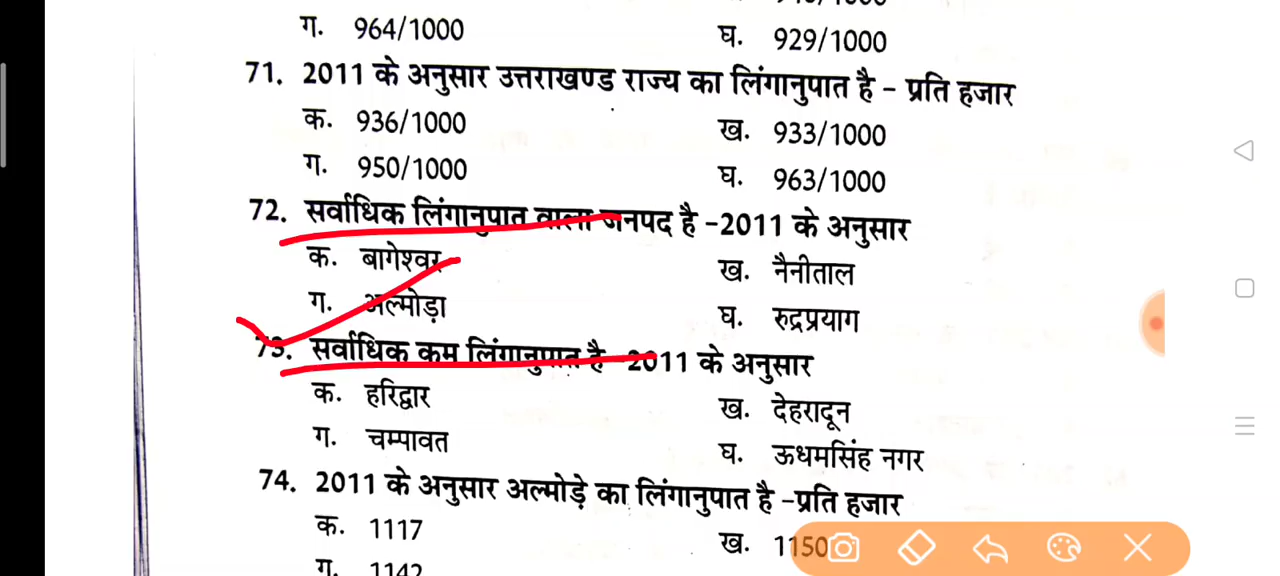 ग. 964/1000
घ. 929/1000
71. 2011 के अनुसार उत्तराखण्ड राज्य का लिंगानुपात है – प्रति हजार
क. 936/1000
ख. 933/1000
ग. 950/1000
घ. 963/1000
72. सर्वाधिक लिंगानुपात वाला जनपद है –2011 के अनुसार
क. बागेश्वर
ख. नैनीताल
ग. अल्मोड़ा
घ. रुद्रप्रयाग
73. सर्वाधिक कम लिंगानुपात है –2011 के अनुसार
क. हरिद्वार
ख. देहरादून
ग. चम्पावत
घ. ऊधमसिंह नगर
74. 2011 के अनुसार अल्मोड़े का लिंगानुपात है –प्रति हजार
क. 1117
ख. 1150
ग. 1142